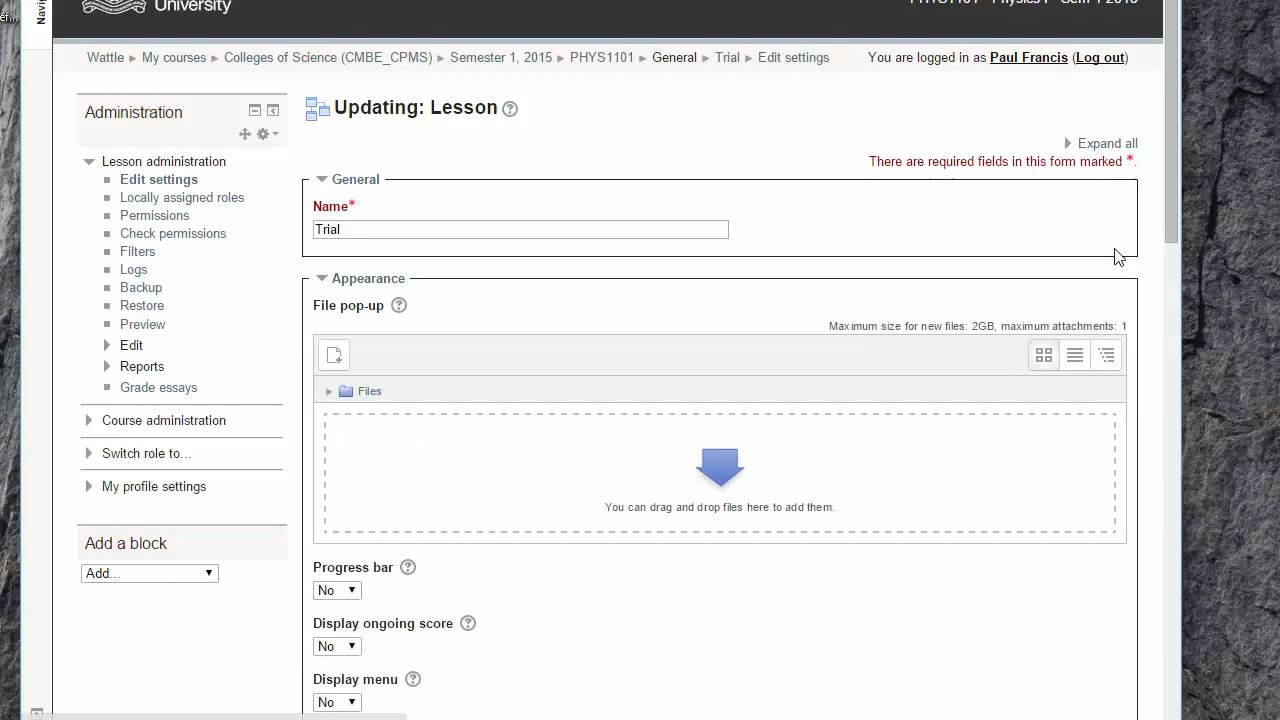 University
Navi
ef...
Wattle ▶ My courses ▶ Colleges of Science (CMBE_CPMS) ▶ Semester 1, 2015 ▶ PHYS1101 ▶ General ▶ Trial ▶ Edit settings
You are logged in as Paul Francis (Log out)
Administration
Lesson administration
Edit settings
Locally assigned roles
Permissions
Check permissions
Filters
Logs
Backup
Restore
Preview
Edit
Reports
Grade essays
Course administration
Switch role to...
My profile settings
Add a block
Add...
Updating: Lesson
Expand all
There are required fields in this form marked *.
General
Name*
Trial
Appearance
File pop-up
Maximum size for new files: 2GB, maximum attachments: 1
Files
You can drag and drop files here to add them.
Progress bar
No
Display ongoing score
No
Display menu
No